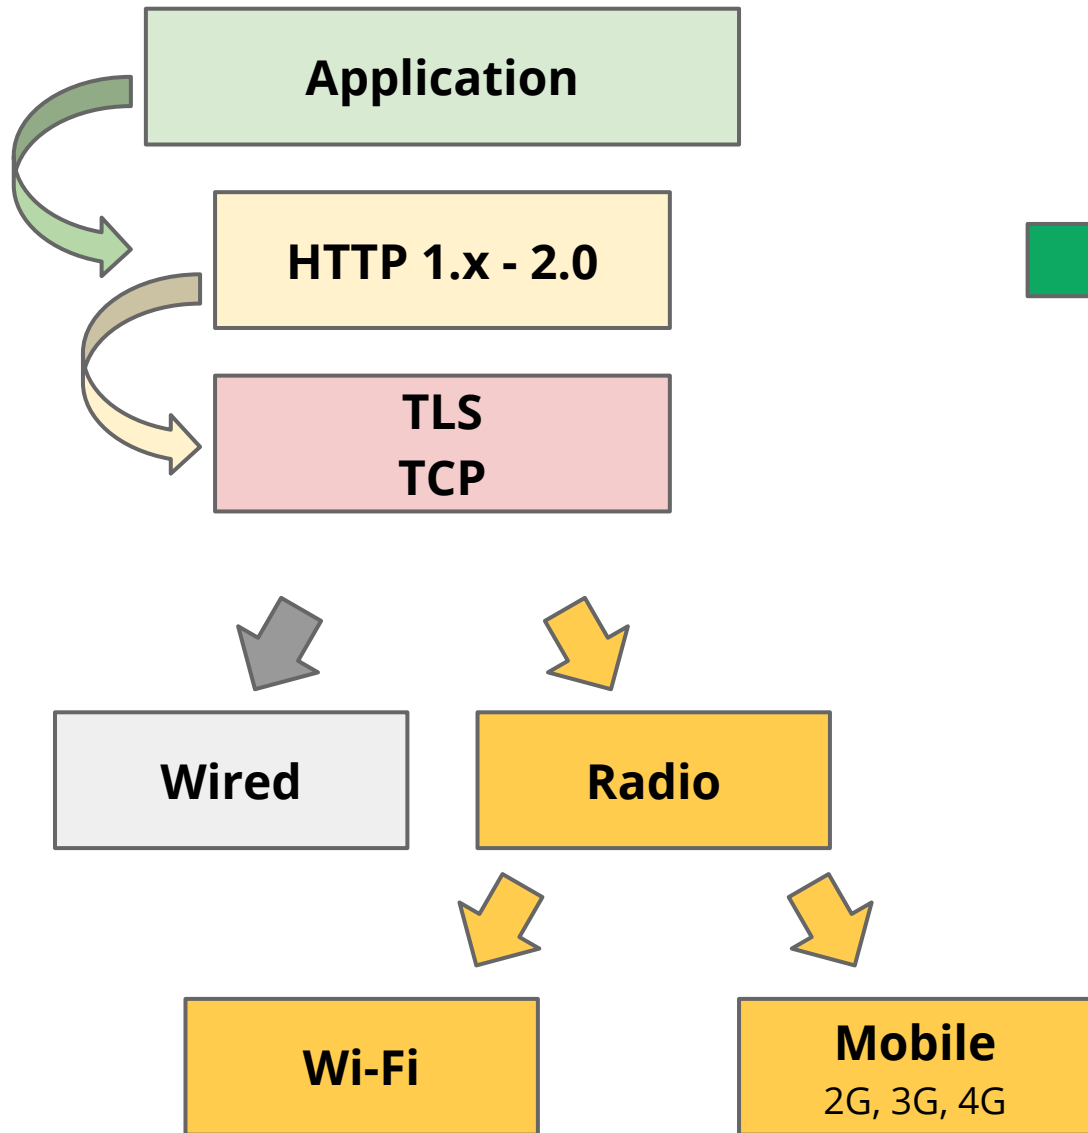 Application
HTTP 1.x - 2.0
TLS
TCP
Wired
Radio
Wi-Fi
Mobile
2G, 3G, 4G